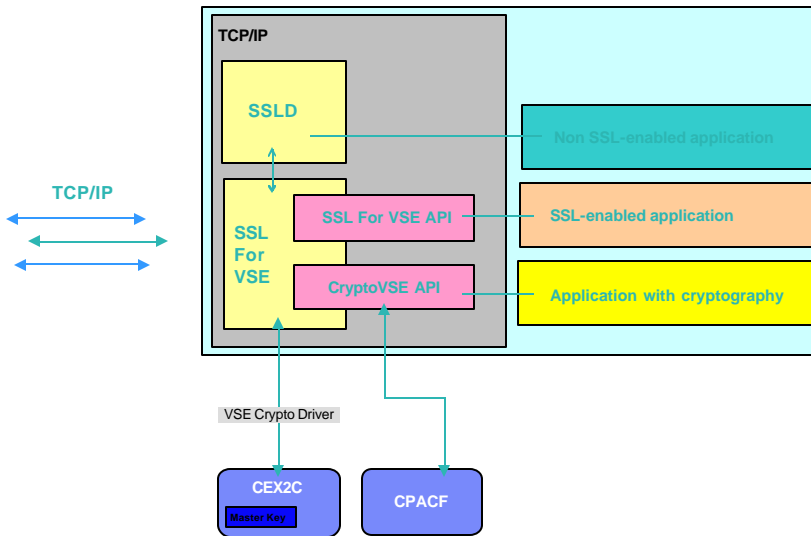 TCP/IP
SSLD
Non SSL-enabled application
TCP/IP
SSL For VSE API
SSL-enabled application
SSL
For
VSE
CryptoVSE API
Application with cryptography
VSE Crypto Driver
CEX2C
Master Key
CPACF